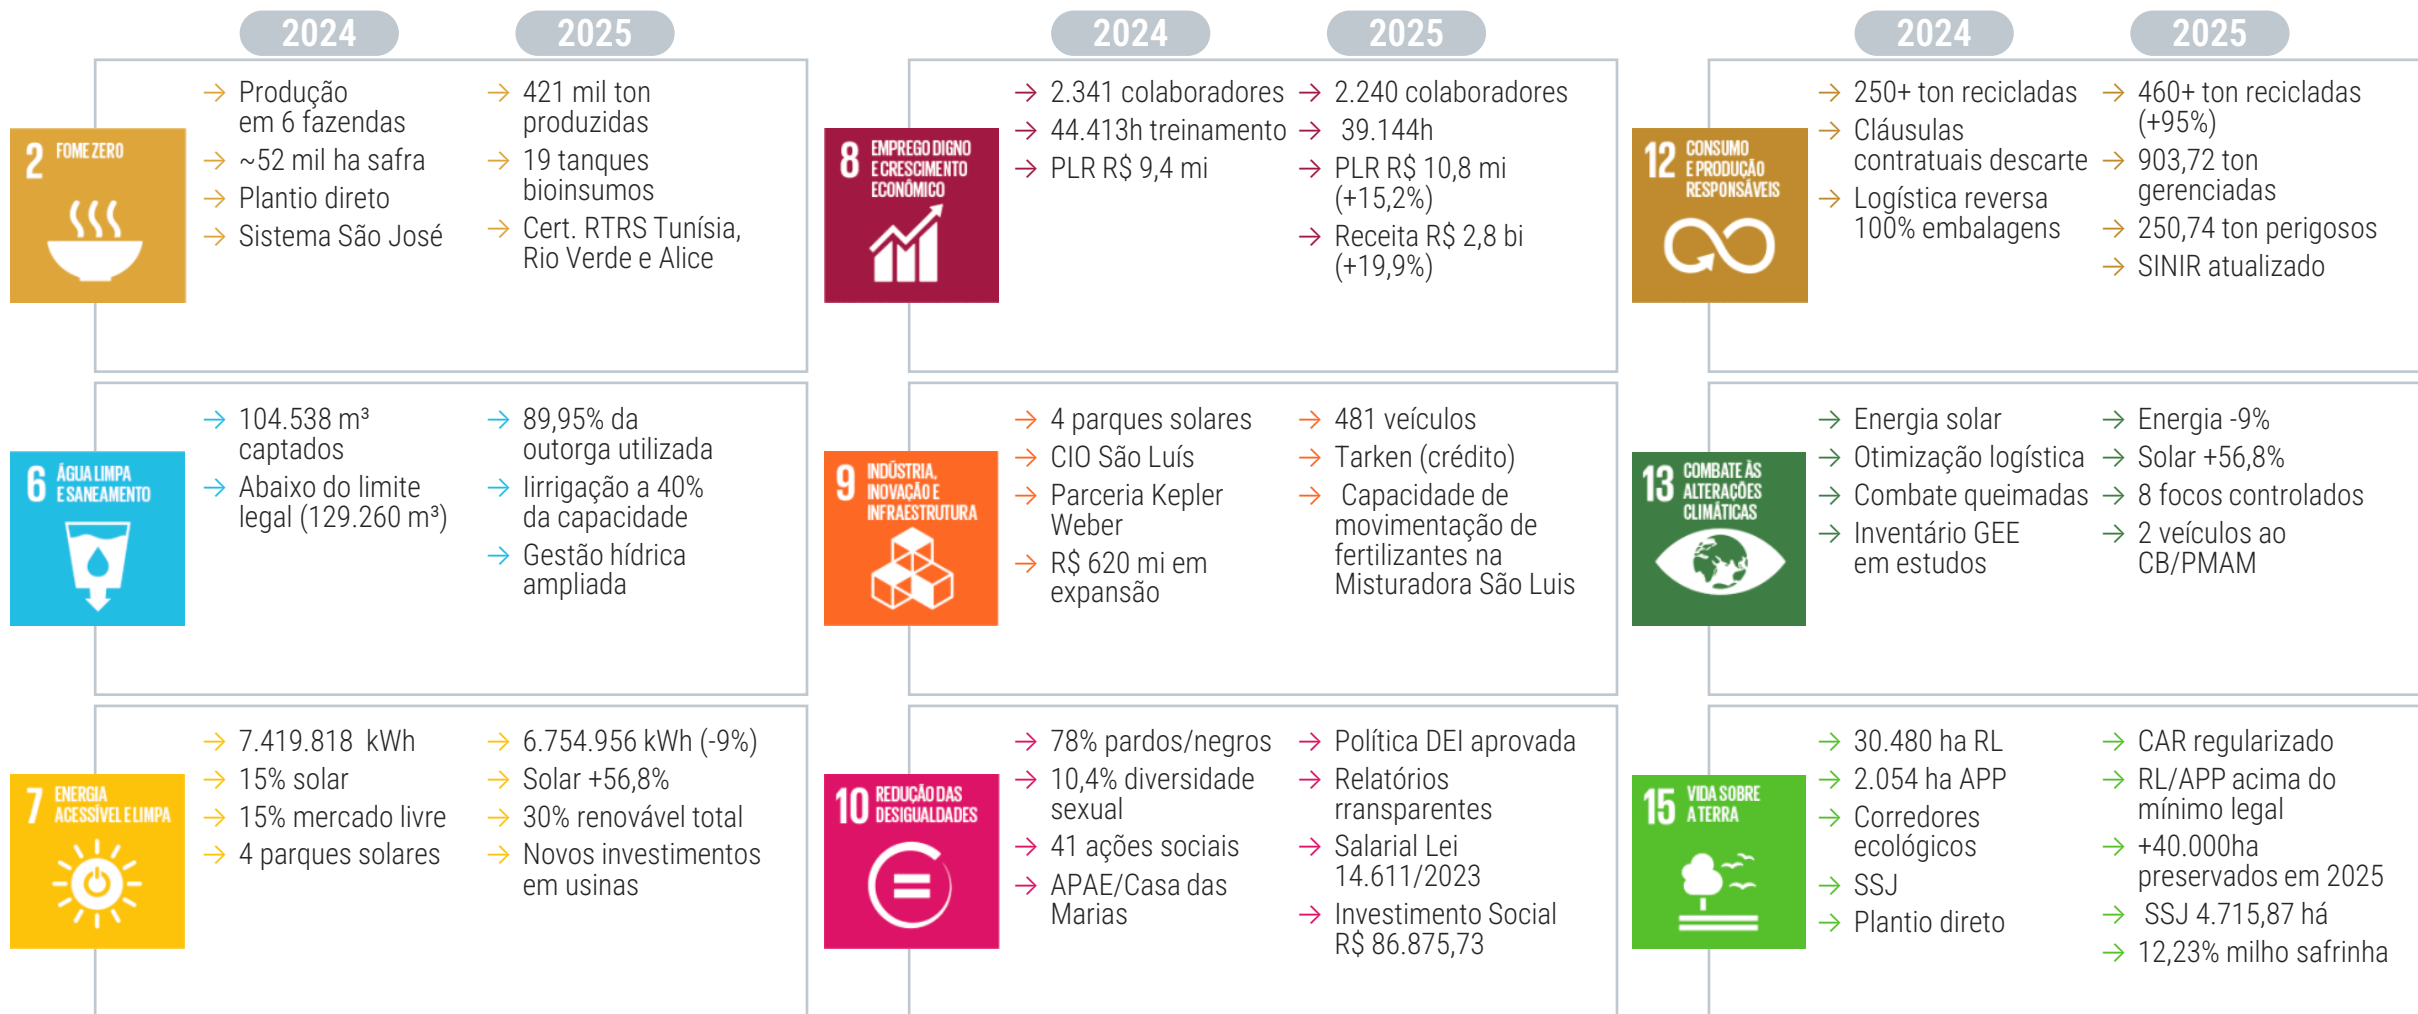 2024
2025
2 FOME ZERO
→ Produção
em 6 fazendas
→ ~52 mil ha safra
→ Plantio direto
→ Sistema São José
→ 421 mil ton
produzidas
→ 19 tanques
bioinsumos
→ Cert. RTRS Tunísia,
Rio Verde e Alice
6 ÁGUA LIMPA
E SANEAMENTO
→ 104.538 m³
captados
→ Abaixo do limite
legal (129.260 m³)
→ 89,95% da
outorga utilizada
→ Iirrigação a 40%
da capacidade
→ Gestão hídrica
ampliada
7 ENERGIA
ACESSÍVEL E LIMPA
→ 7.419.818 kWh
→ 15% solar
→ 15% mercado livre
→ 4 parques solares
→ 6.754.956 kWh (-9%)
→ Solar +56,8%
→ 30% renovável total
→ Novos investimentos
em usinas
2024
2025
8 EMPREGO DIGNO
E CRESCIMENTO
ECONÔMICO
→ 2.341 colaboradores
→ 44.413h treinamento
→ PLR R$ 9,4 mi
→ 2.240 colaboradores
→ 39.144h
→ PLR R$ 10,8 mi
(+15,2%)
→ Receita R$ 2,8 bi
(+19,9%)
9 INDÚSTRIA,
INOVAÇÃO E
INFRAESTRUTURA
→ 4 parques solares
→ CIO São Luís
→ Parceria Kepler
Weber
→ R$ 620 mi em
expansão
→ 481 veículos
→ Tarken (crédito)
→ Capacidade de
movimentação de
fertilizantes na
Misturadora São Luis
10 REDUÇÃO DAS
DESIGUALDADES
→ 78% pardos/negros
→ 10,4% diversidade
sexual
→ 41 ações sociais
→ APAE/Casa das
Marias
→ Política DEI aprovada
→ Relatórios
rransparentes
→ Salarial Lei
14.611/2023
→ Investimento Social
R$ 86.875,73
2024
2025
12 CONSUMO
E PRODUÇÃO
RESPONSÁVEIS
→ 250+ ton recicladas
→ Cláusulas
contratuais descarte
→ Logística reversa
100% embalagens
→ 460+ ton recicladas
(+95%)
→ 903,72 ton
gerenciadas
→ 250,74 ton perigosos
→ SINIR atualizado
13 COMBATE ÀS
ALTERAÇÕES
CLIMÁTICAS
→ Energia solar
→ Otimização logística
→ Combate queimadas
→ Inventário GEE
em estudos
→ Energia -9%
→ Solar +56,8%
→ 8 focos controlados
→ 2 veículos ao
CB/PMAM
15 VIDA SOBRE
A TERRA
→ 30.480 ha RL
→ 2.054 ha APP
→ Corredores
ecológicos
→ SSJ
→ Plantio direto
→ CAR regularizado
→ RL/APP acima do
mínimo legal
→ +40.000ha
preservados em 2025
→ SSJ 4.715,87 há
→ 12,23% milho safrinha